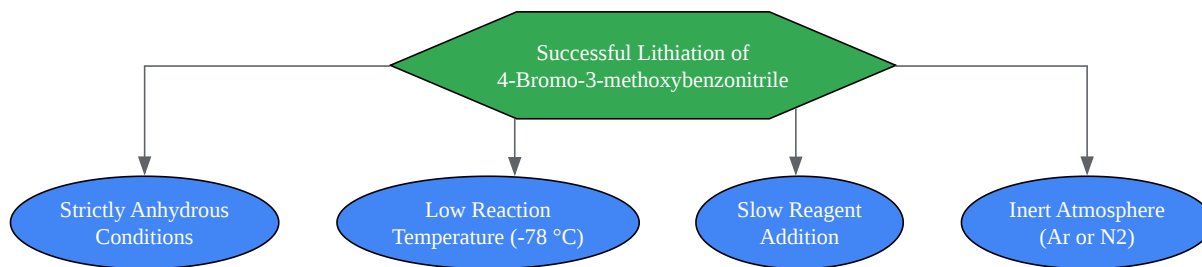 Successful Lithiation of
4-Bromo-3-methoxybenzonitrile
Strictly Anhydrous
Conditions
Low Reaction
Temperature (-78 °C)
Slow Reagent
Addition
Inert Atmosphere
(Ar or N2)